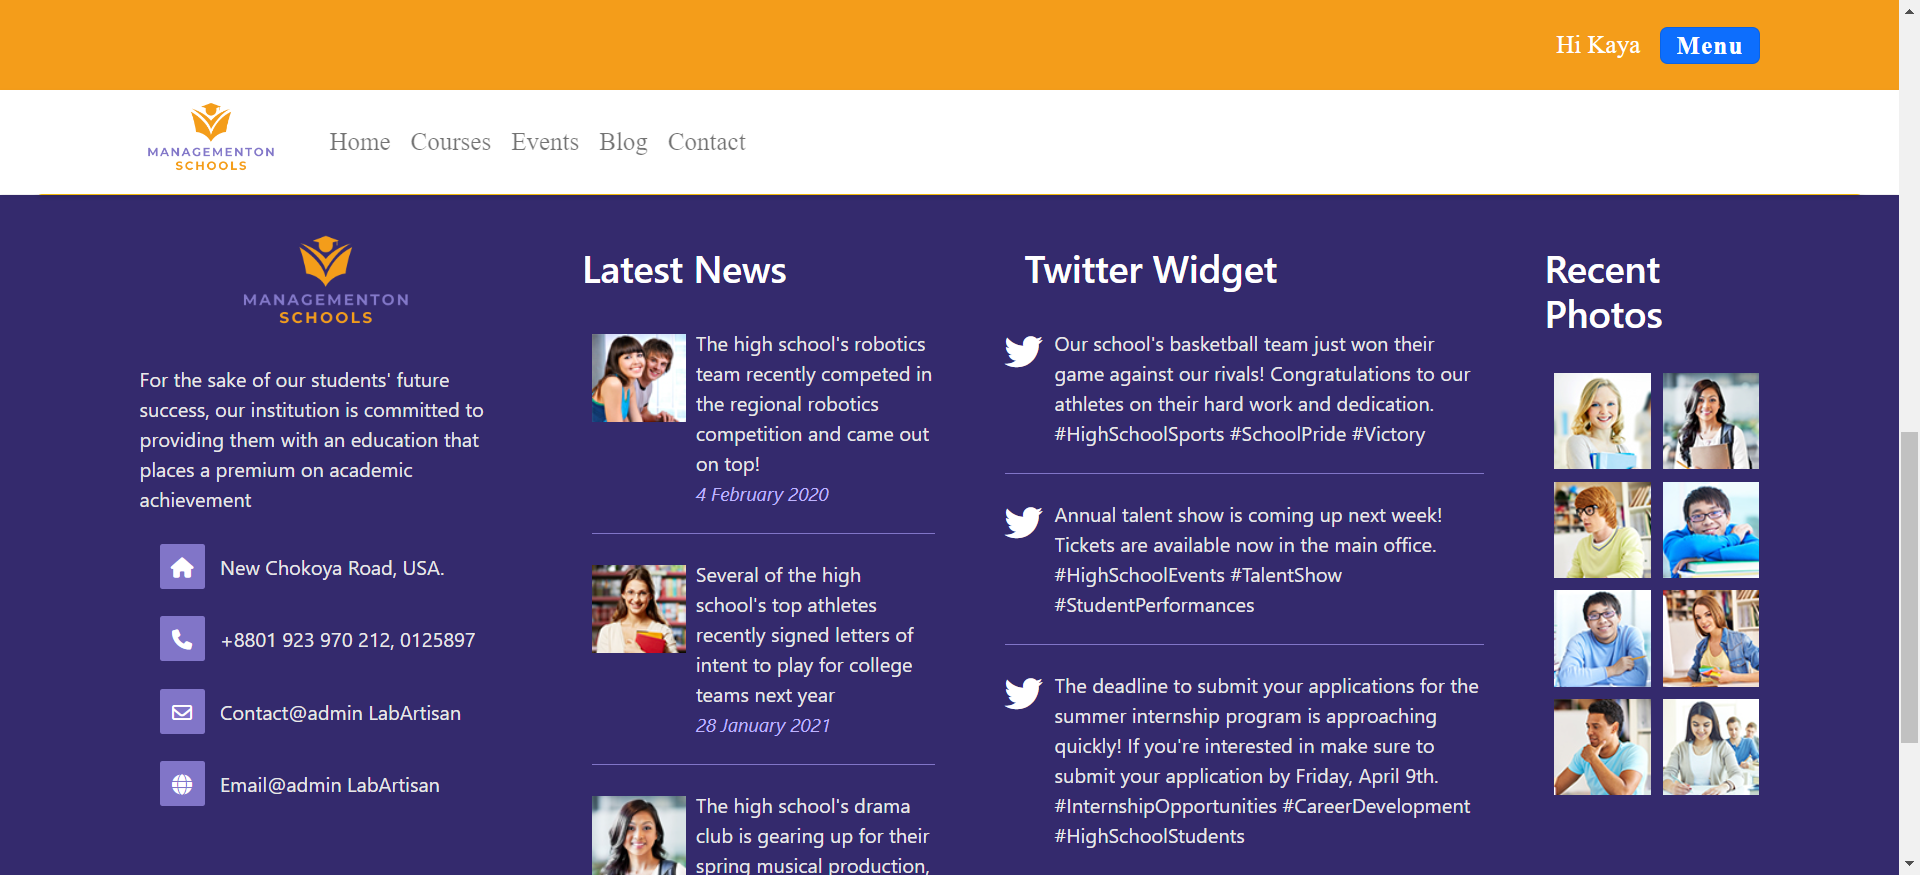 Hi Kaya
Menu
MANAGEMENTON
SCHOOLS
Home
Courses
Events
Blog
Contact
MANAGEMENTON
SCHOOLS
For the sake of our students' future
success, our institution is committed to
providing them with an education that
places a premium on academic
achievement
New Chokoya Road, USA.
+8801 923 970 212, 0125897
Contact@admin LabArtisan
Email@admin LabArtisan
Latest News
The high school's robotics
team recently competed in
the regional robotics
competition and came out
on top!
4 February 2020
Several of the high
school's top athletes
recently signed letters of
intent to play for college
teams next year
28 January 2021
The high school's drama
club is gearing up for their
spring musical production,
Twitter Widget
Our school's basketball team just won their
game against our rivals! Congratulations to our
athletes on their hard work and dedication.
#HighSchoolSports #SchoolPride #Victory
Annual talent show is coming up next week!
Tickets are available now in the main office.
#HighSchoolEvents #TalentShow
#StudentPerformances
The deadline to submit your applications for the
summer internship program is approaching
quickly! If you're interested in make sure to
submit your application by Friday, April 9th.
#InternshipOpportunities #CareerDevelopment
#HighSchoolStudents
Recent
Photos